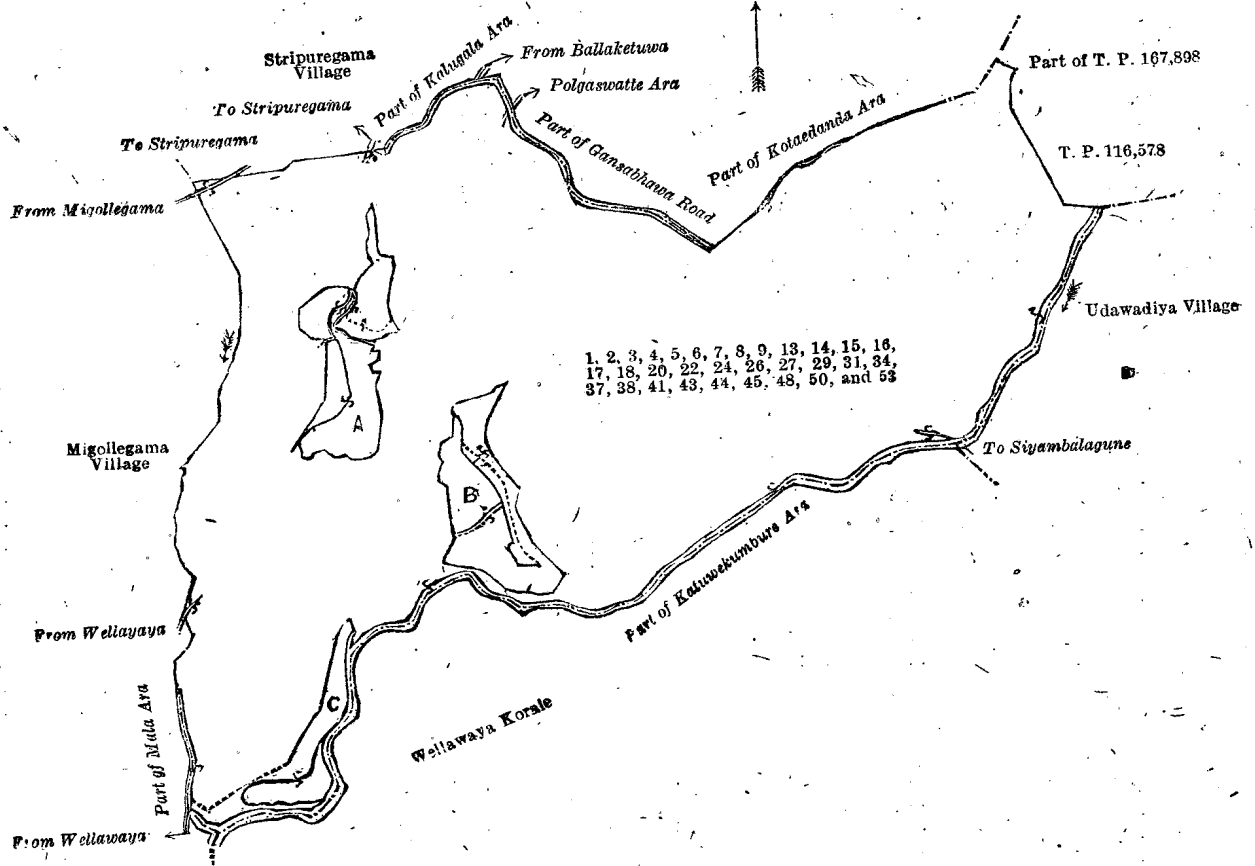 Stripuregama
Village
Part of Kalugala Ara
From Ballaketuwa
Polgaswatte Ara
Part of T. P. 167,898
To Stripuregama
To Stripuregama
Part of Gansabhawa Road
Part of Kotaedanda Ara
T. P. 116,578
From Migollegama
Udawadiya Village
1, 2, 3, 4, 5, 6, 7, 8, 9, 13, 14, 15, 16,
17, 18, 20, 22, 24, 26, 27, 29, 31, 34,
37, 38, 41, 43, 44, 45, 48, 50, and 53
A
Migollegama
Village
To Siyambalagune
B
Part of Katuwekumbure Ara
From Wellayaya
C
Part of Mala Ara
Wellawaya Korale
From Wellawaya